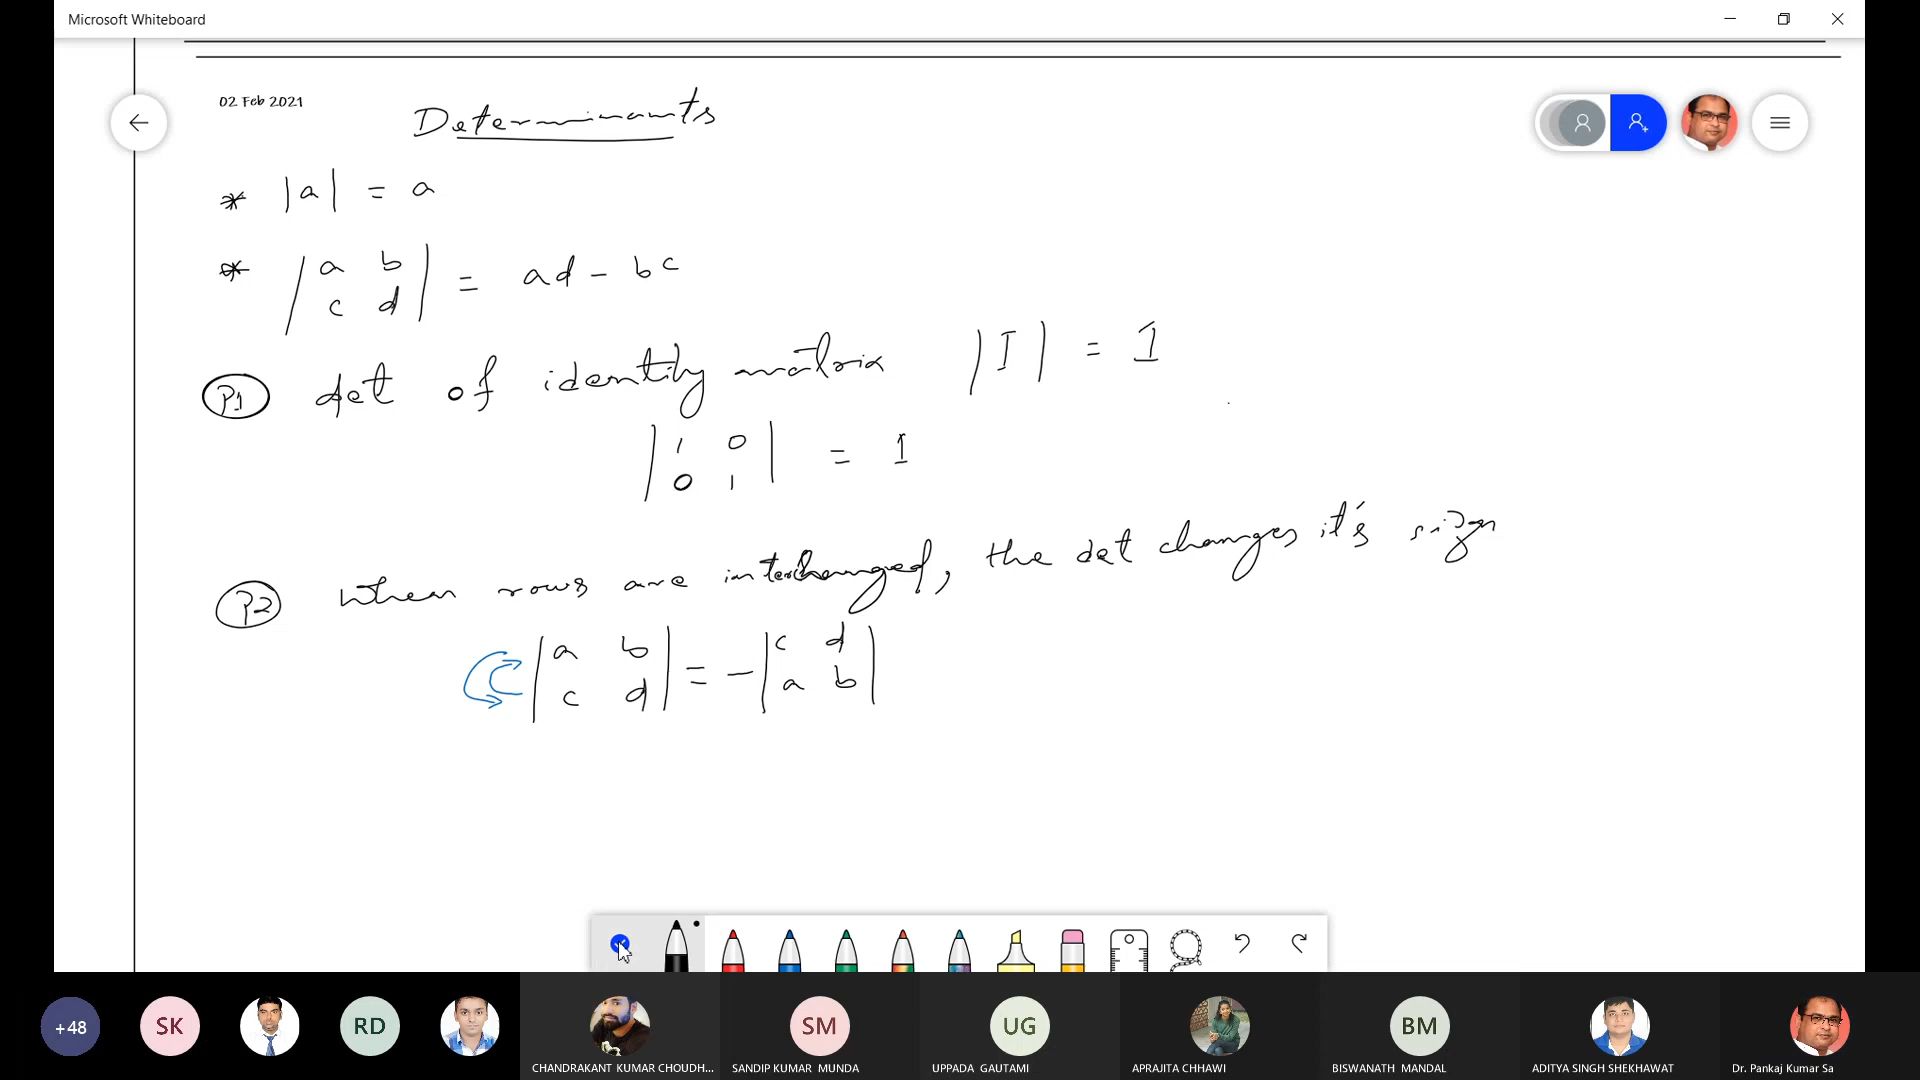 Microsoft Whiteboard
02 Feb 2021
Determinants
* |a| = a
* | a b | = ad - bc
| c d |
P1 det of identity matrix |I| = 1
| 1 0 | = 1
| 0 1 |
P2 When rows are interchanged, the det changes it's sign
| a b | = - | c d |
| c d | | a b |
+48
SK
RD
SM
UG
BM
CHANDRAKANT KUMAR CHOUDH...
SANDIP KUMAR MUNDA
UPPADA GAUTAMI
APRAJITA CHHAWI
BISWANATH MANDAL
ADITYA SINGH SHEKHAWAT
Dr. Pankaj Kumar Sa